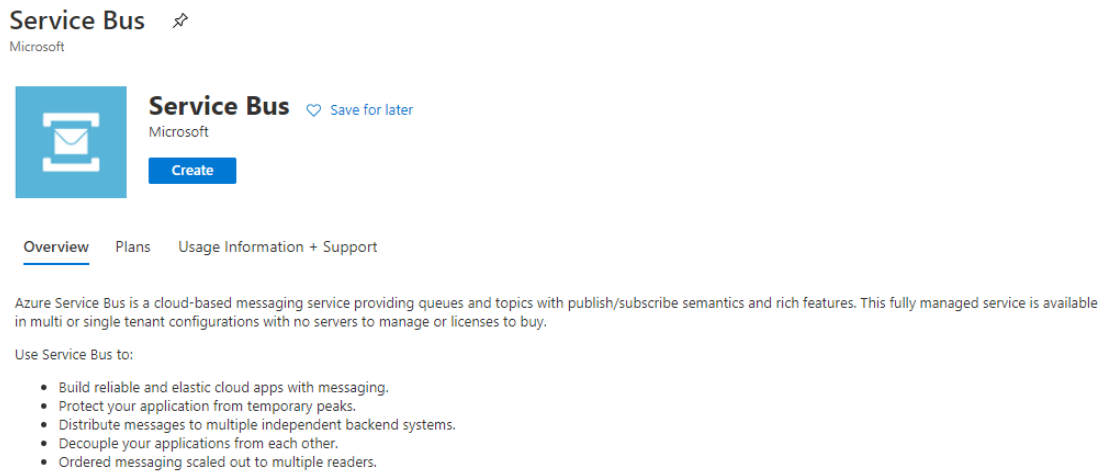 Service Bus
Microsoft
Service Bus
Save for later
Microsoft
Create
Overview Plans Usage Information + Support
Azure Service Bus is a cloud-based messaging service providing queues and topics with publish/subscribe semantics and rich features. This fully managed service is available
in multi or single tenant configurations with no servers to manage or licenses to buy.
Use Service Bus to:
• Build reliable and elastic cloud apps with messaging.
• Protect your application from temporary peaks.
• Distribute messages to multiple independent backend systems.
• Decouple your applications from each other.
• Ordered messaging scaled out to multiple readers.